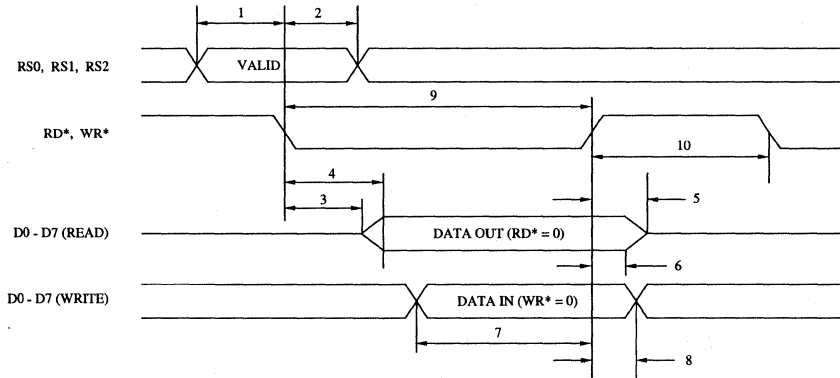 1
2
RS0, RS1, RS2
VALID
9
RD*, WR*
10
4
3
5
D0 - D7 (READ)
DATA OUT (RD* = 0)
6
D0 - D7 (WRITE)
DATA IN (WR* = 0)
7
8